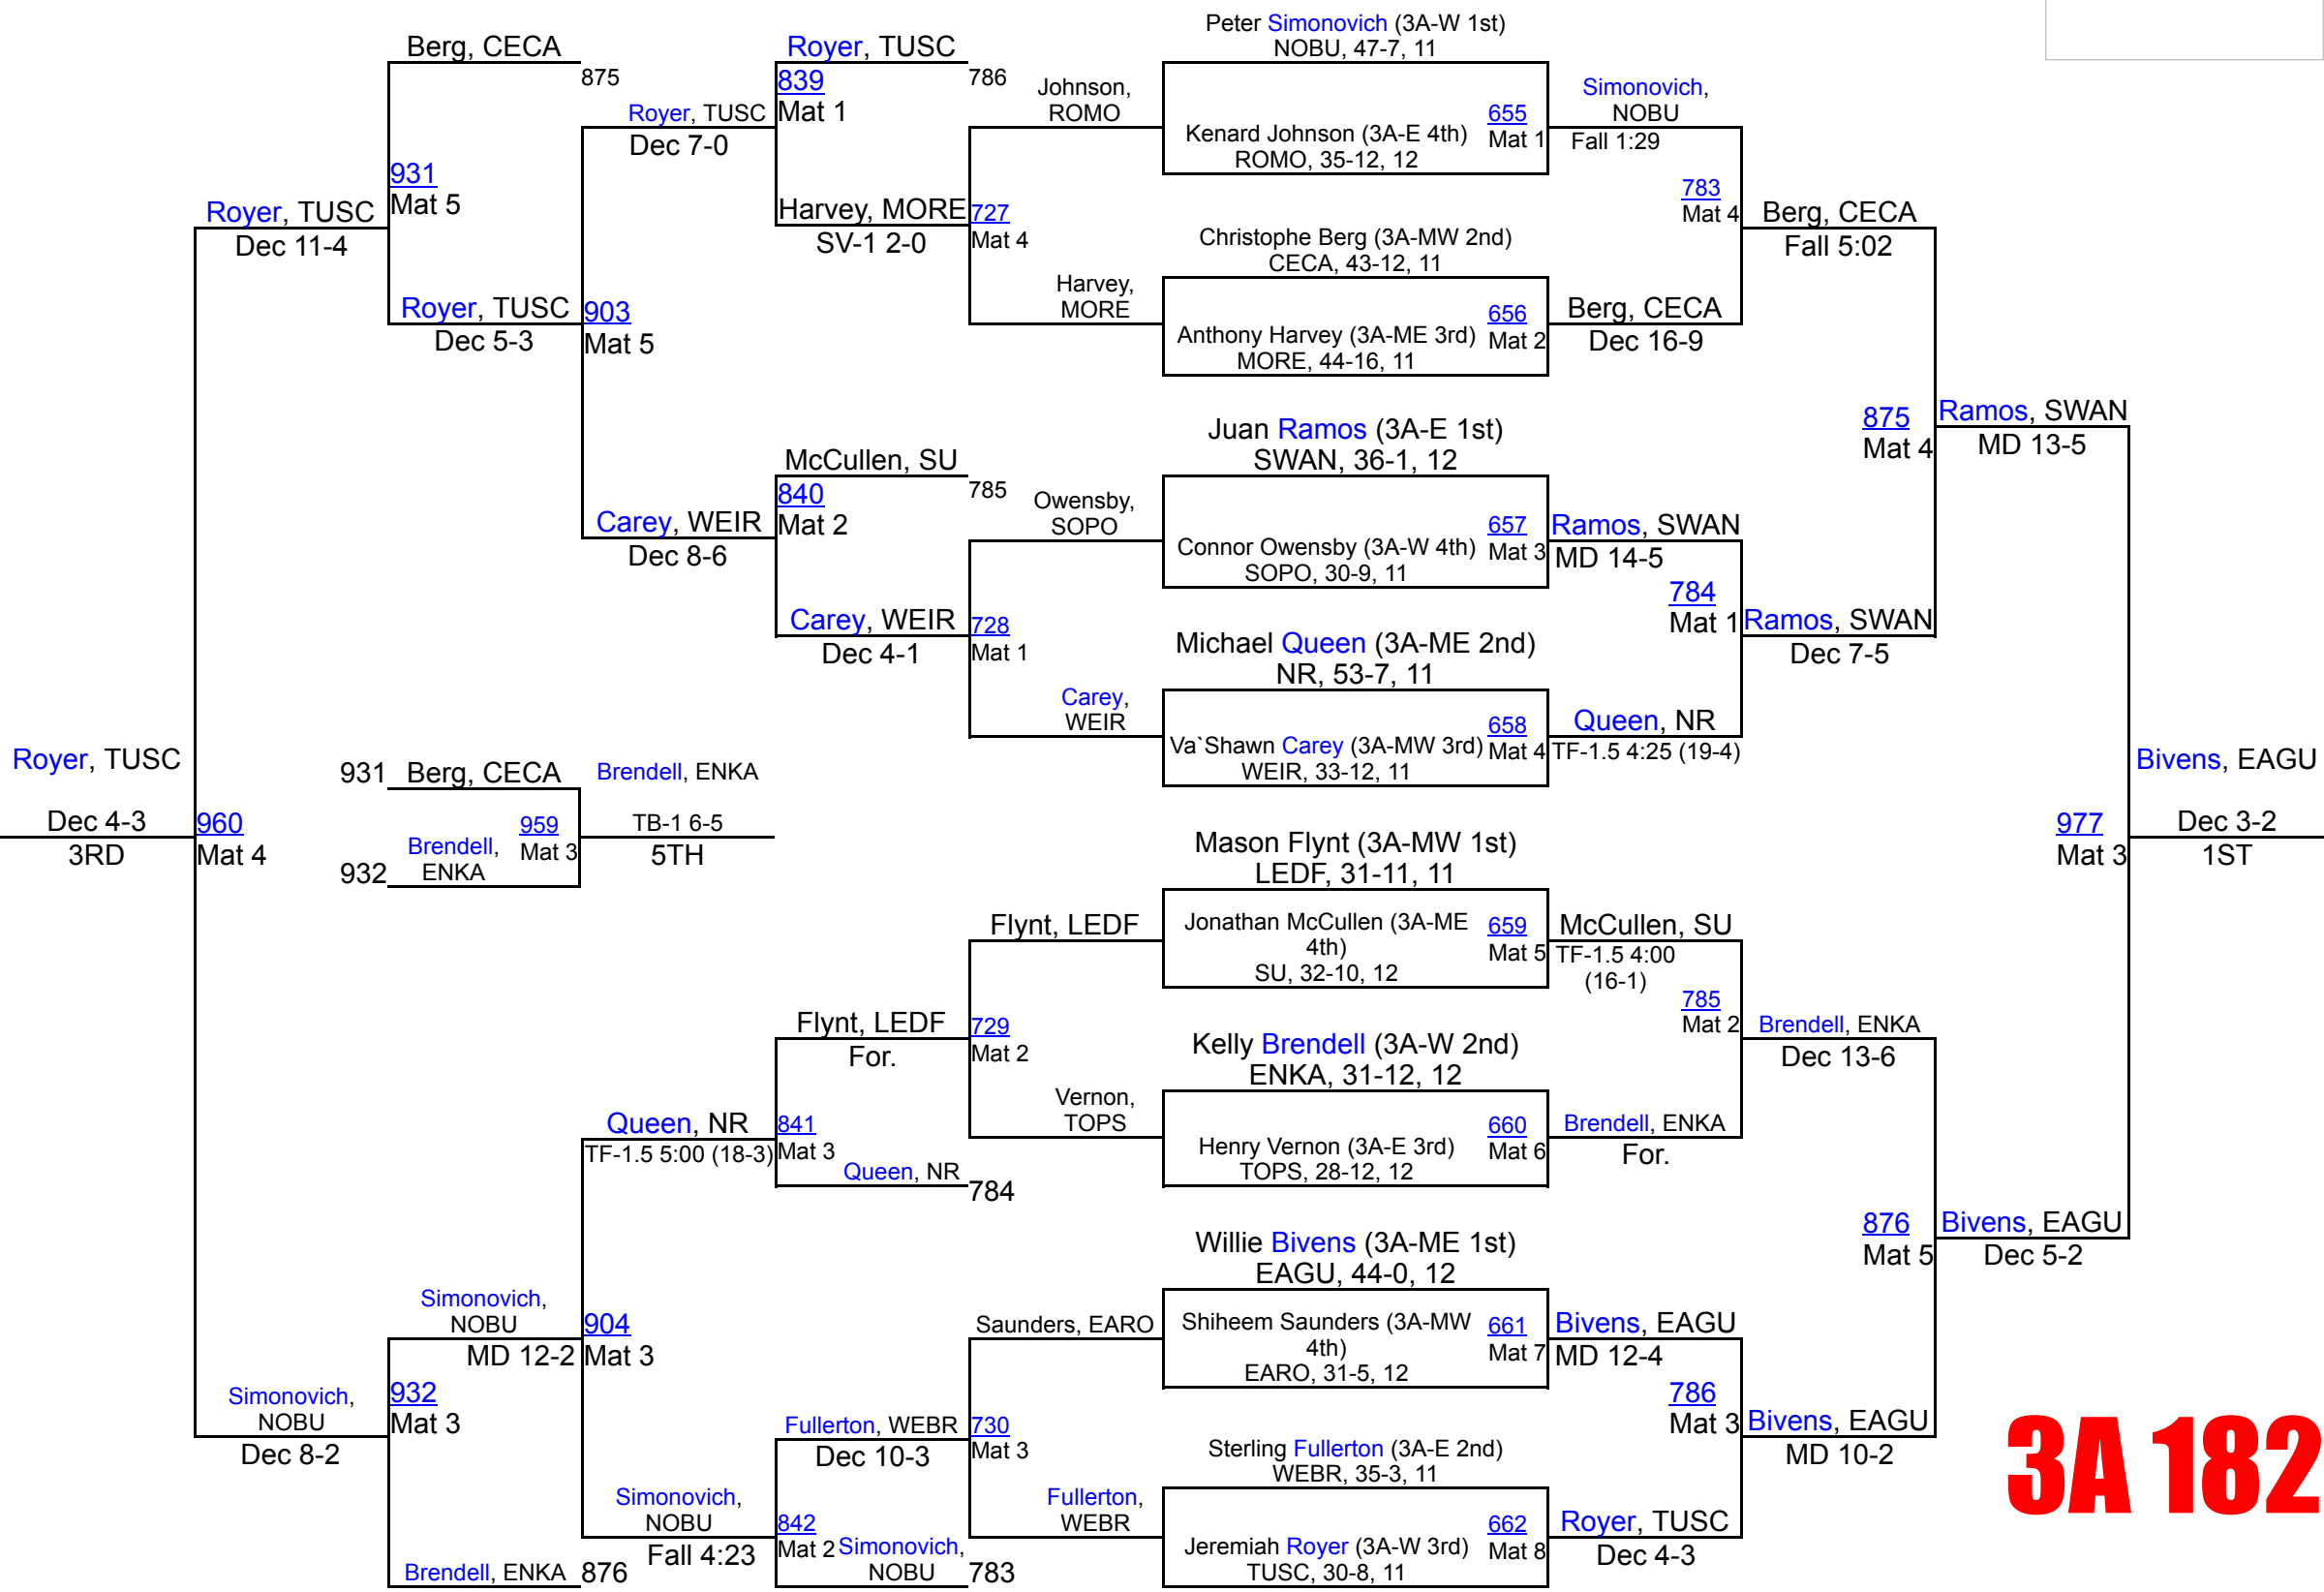 Peter Simonovich (3A-W 1st)
NOBU, 47-7, 11
Berg, CECA
875
Royer, TUSC
786
839
Mat 1
Royer, TUSC
Dec 7-0
Johnson,
ROMO
Kenard Johnson (3A-E 4th)
ROMO, 35-12, 12
655
Mat 1
Simonovich,
NOBU
Fall 1:29
931
Mat 5
Royer, TUSC
Dec 11-4
Harvey, MORE
SV-1 2-0
727
Mat 4
783
Mat 4
Berg, CECA
Fall 5:02
Christophe Berg (3A-MW 2nd)
CECA, 43-12, 11
Royer, TUSC
Dec 5-3
903
Mat 5
Harvey,
MORE
Anthony Harvey (3A-ME 3rd)
MORE, 44-16, 11
656
Mat 2
Berg, CECA
Dec 16-9
Juan Ramos (3A-E 1st)
SWAN, 36-1, 12
875
Mat 4
Ramos, SWAN
MD 13-5
McCullen, SU
785
840
Mat 2
Carey, WEIR
Dec 8-6
Owensby,
SOPO
Connor Owensby (3A-W 4th)
SOPO, 30-9, 11
657
Mat 3
Ramos, SWAN
MD 14-5
Carey, WEIR
Dec 4-1
728
Mat 1
784
Mat 1
Ramos, SWAN
Dec 7-5
Michael Queen (3A-ME 2nd)
NR, 53-7, 11
Carey,
WEIR
Va`Shawn Carey (3A-MW 3rd)
WEIR, 33-12, 11
658
Mat 4
Queen, NR
TF-1.5 4:25 (19-4)
Royer, TUSC
Dec 4-3
3RD
960
Mat 4
931 Berg, CECA
932
Brendell,
ENKA
959
Mat 3
Brendell, ENKA
TB-1 6-5
5TH
Bivens, EAGU
Dec 3-2
1ST
977
Mat 3
Mason Flynt (3A-MW 1st)
LEDF, 31-11, 11
Flynt, LEDF
Jonathan McCullen (3A-ME
4th)
SU, 32-10, 12
659
Mat 5
McCullen, SU
TF-1.5 4:00
(16-1)
Flynt, LEDF
For.
729
Mat 2
785
Mat 2
Brendell, ENKA
Dec 13-6
Kelly Brendell (3A-W 2nd)
ENKA, 31-12, 12
Queen, NR
TF-1.5 5:00 (18-3)
841
Mat 3
Queen, NR
784
Vernon,
TOPS
Henry Vernon (3A-E 3rd)
TOPS, 28-12, 12
660
Mat 6
Brendell, ENKA
For.
Willie Bivens (3A-ME 1st)
EAGU, 44-0, 12
876
Mat 5
Bivens, EAGU
Dec 5-2
Simonovich,
NOBU
MD 12-2
904
Mat 3
Saunders, EARO
Shiheem Saunders (3A-MW
4th)
EARO, 31-5, 12
661
Mat 7
Bivens, EAGU
MD 12-4
Simonovich,
NOBU
Dec 8-2
932
Mat 3
Fullerton, WEBR
Dec 10-3
730
Mat 3
786
Mat 3
Bivens, EAGU
MD 10-2
Sterling Fullerton (3A-E 2nd)
WEBR, 35-3, 11
Simonovich,
NOBU
Fall 4:23
842
Mat 2
Simonovich,
NOBU
783
Fullerton,
WEBR
Jeremiah Royer (3A-W 3rd)
TUSC, 30-8, 11
662
Mat 8
Royer, TUSC
Dec 4-3
Brendell, ENKA
876
3A 182